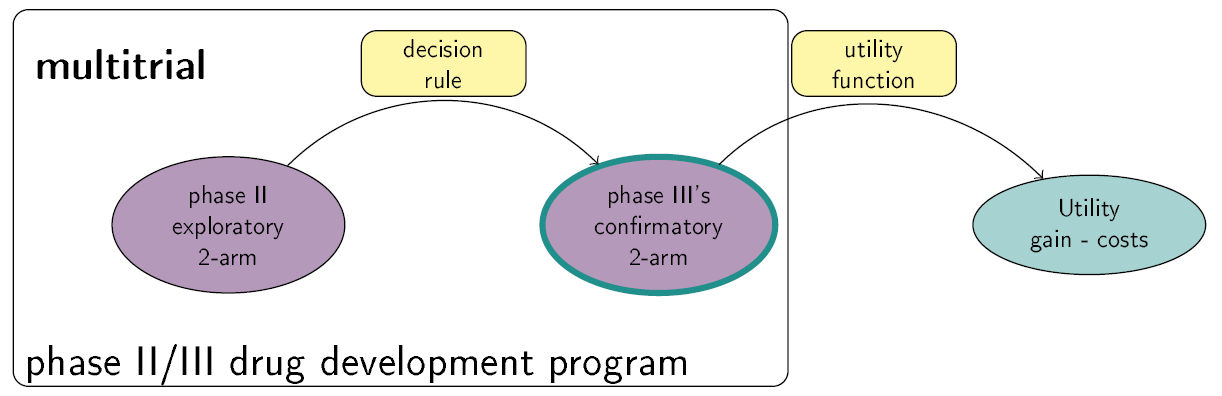 multitrial
decision
rule
utility
function
phase II
exploratory
2-arm
phase III's
confirmatory
2-arm
Utility
gain - costs
phase II/III drug development program